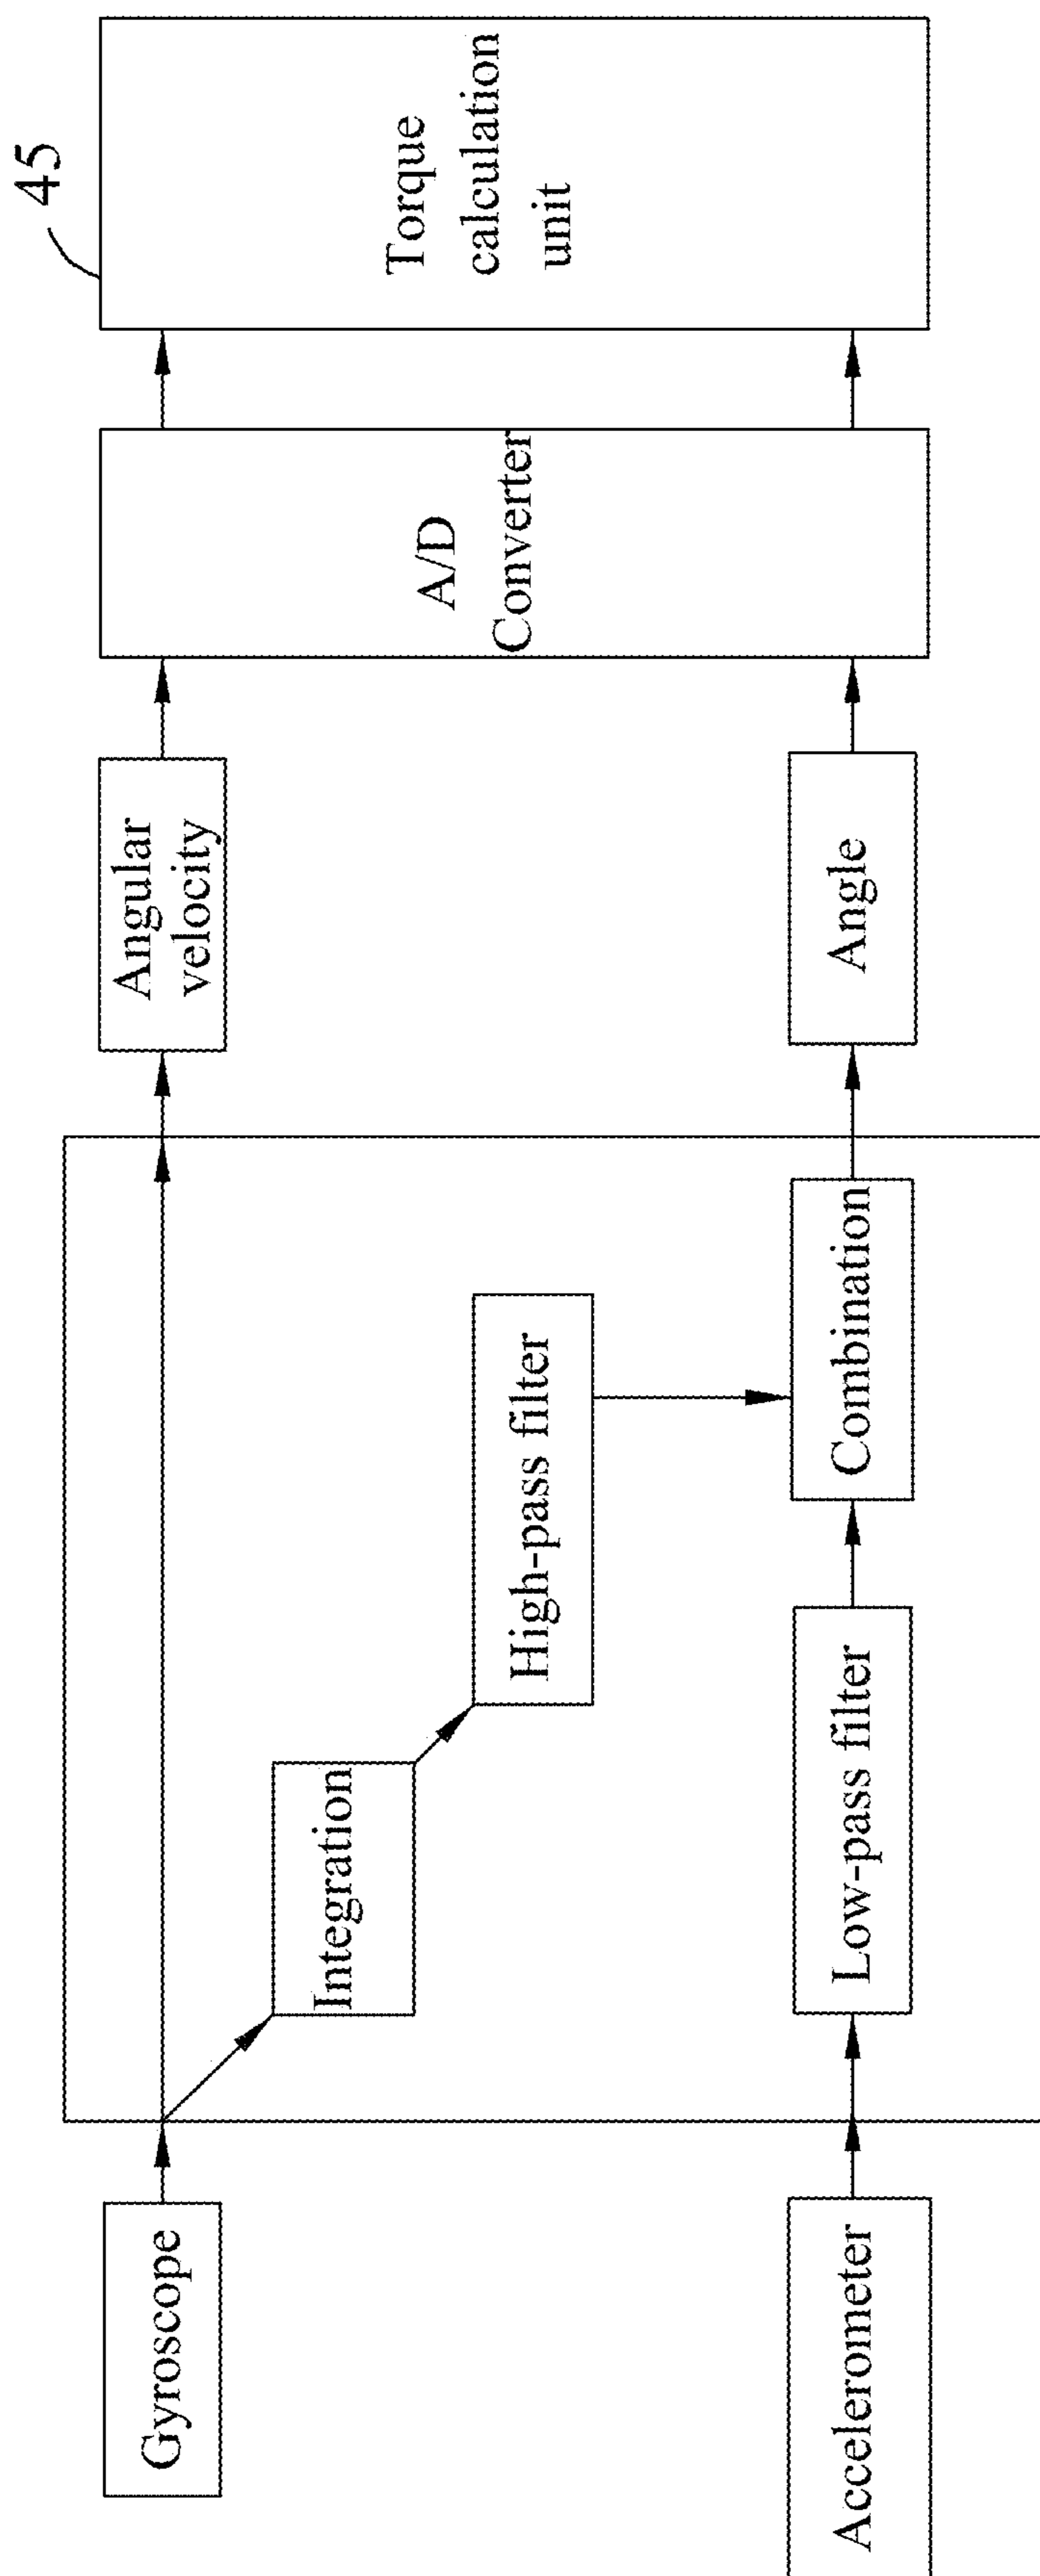 45
Gyroscope
Integration
High-pass filter
Angular
velocity
A/D
Converter
Torque
calculation
unit
Accelerometer
Low-pass filter
Combination
Angle